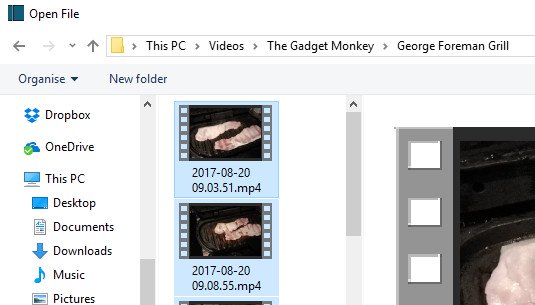 Open File
This PC > Videos > The Gadget Monkey > George Foreman Grill
Organise
New folder
Dropbox
OneDrive
This PC
Desktop
Documents
Downloads
Music
Pictures
2017-08-20
09.03.51.mp4
2017-08-20
09.08.55.mp4